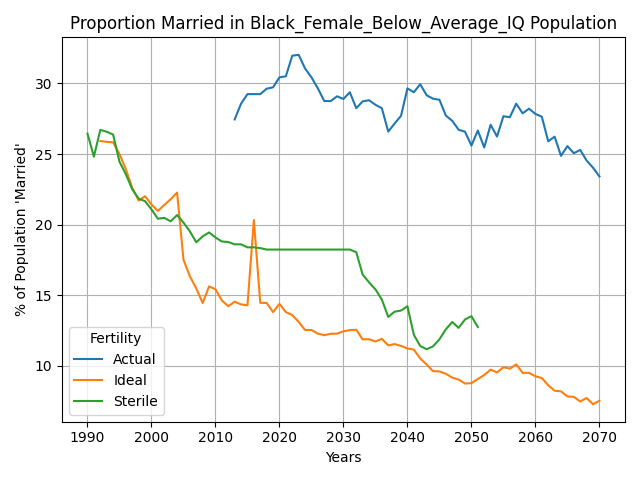 Proportion Married in Black_Female_Below_Average_IQ Population
% of Population 'Married'
30
25
20
15
10
Fertility
Actual
Ideal
Sterile
1990 2000 2010 2020 2030 2040 2050 2060 2070
Years